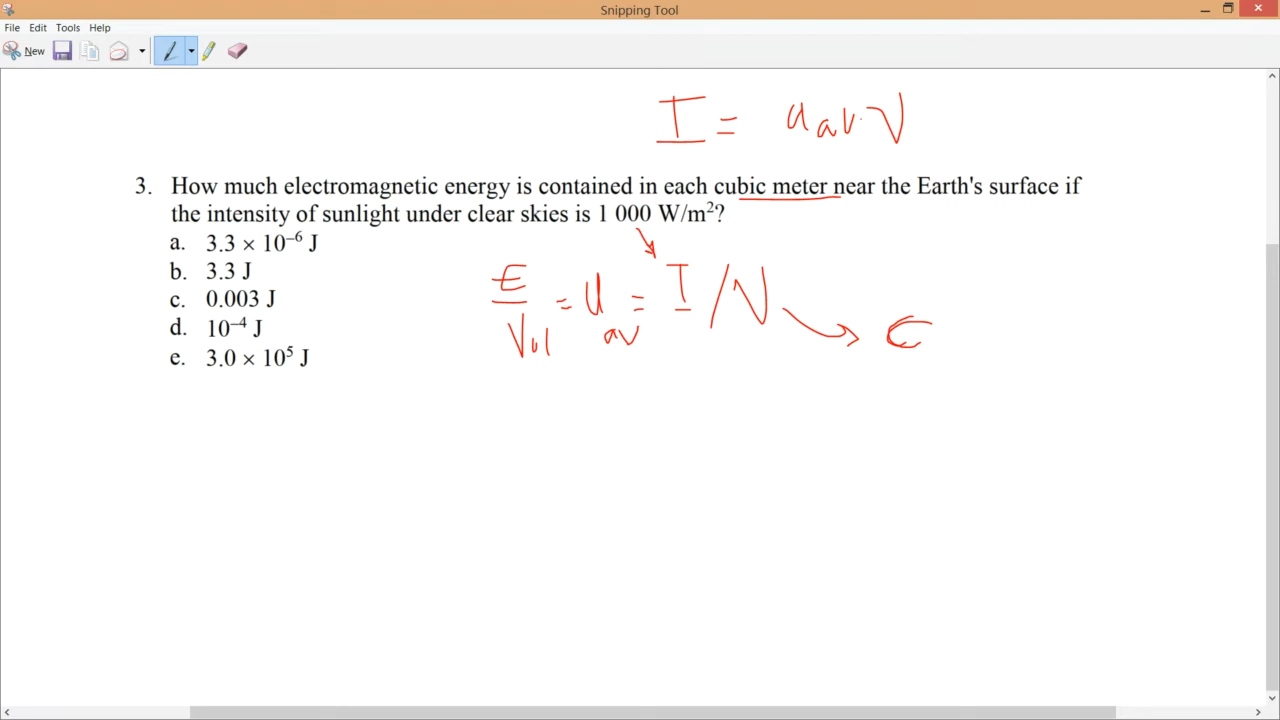 Snipping Tool
File Edit Tools Help
New
I = u av · V
3. How much electromagnetic energy is contained in each cubic meter near the Earth's surface if
the intensity of sunlight under clear skies is 1 000 W/m²?
a. 3.3 × 10⁻⁶ J
b. 3.3 J
c. 0.003 J
d. 10⁻⁴ J
e. 3.0 × 10⁵ J
E / Vol = u av = I / V → C